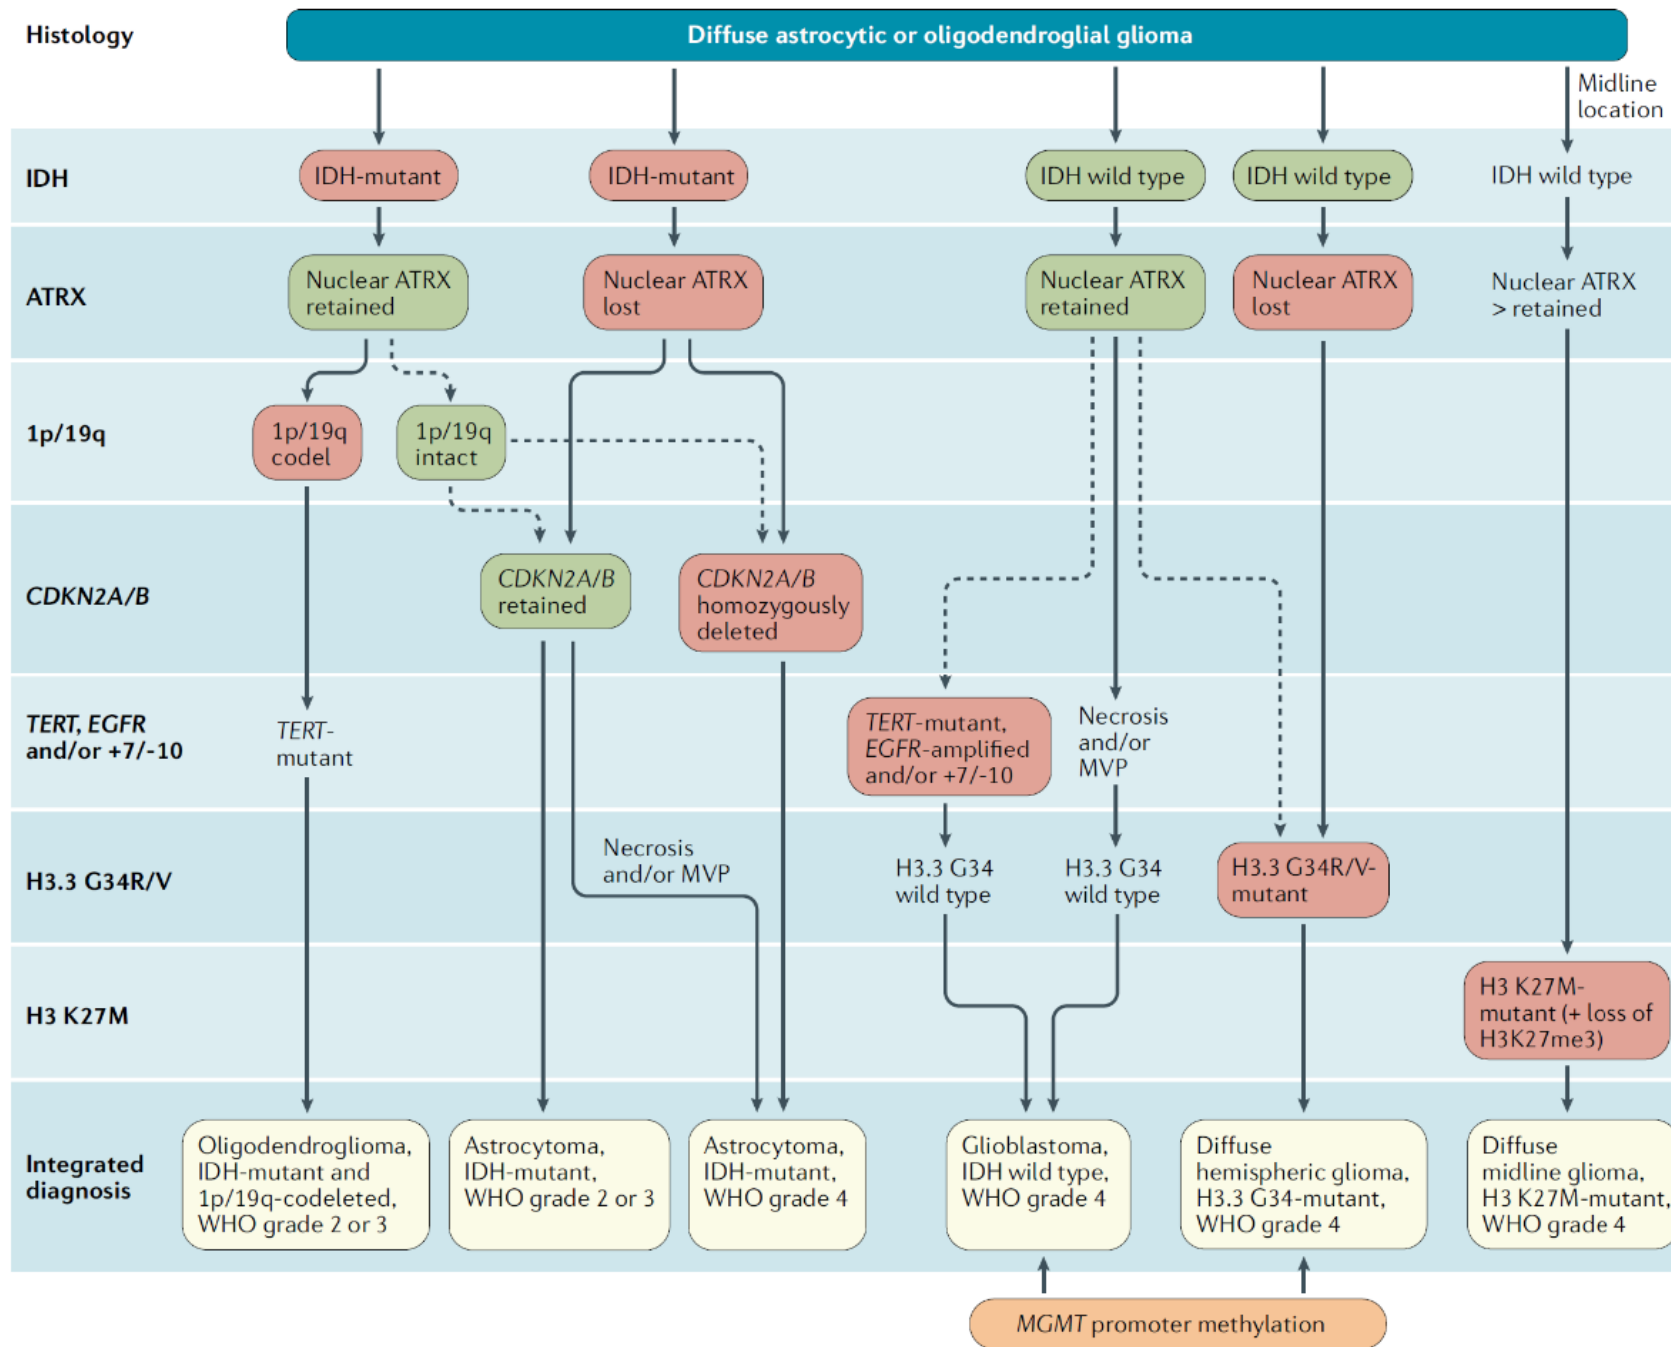 Histology
Diffuse astrocytic or oligodendroglial glioma
Midline
location
IDH
IDH-mutant
IDH-mutant
IDH wild type
IDH wild type
IDH wild type
ATRX
Nuclear ATRX
retained
Nuclear ATRX
lost
Nuclear ATRX
retained
Nuclear ATRX
lost
Nuclear ATRX
> retained
1p/19q
1p/19q
codel
1p/19q
intact
CDKN2A/B
CDKN2A/B
retained
CDKN2A/B
homozygously
deleted
TERT, EGFR
and/or +7/-10
TERT-
mutant
TERT-mutant,
EGFR-amplified
and/or +7/-10
Necrosis
and/or
MVP
H3.3 G34R/V
Necrosis
and/or MVP
H3.3 G34
wild type
H3.3 G34
wild type
H3.3 G34R/V-
mutant
H3 K27M
H3 K27M-
mutant (+ loss of
H3K27me3)
Integrated
diagnosis
Oligodendroglioma,
IDH-mutant and
1p/19q-codeleted,
WHO grade 2 or 3
Astrocytoma,
IDH-mutant,
WHO grade 2 or 3
Astrocytoma,
IDH-mutant,
WHO grade 4
Glioblastoma,
IDH wild type,
WHO grade 4
Diffuse
hemispheric glioma,
H3.3 G34-mutant,
WHO grade 4
Diffuse
midline glioma,
H3 K27M-mutant,
WHO grade 4
MGMT promoter methylation